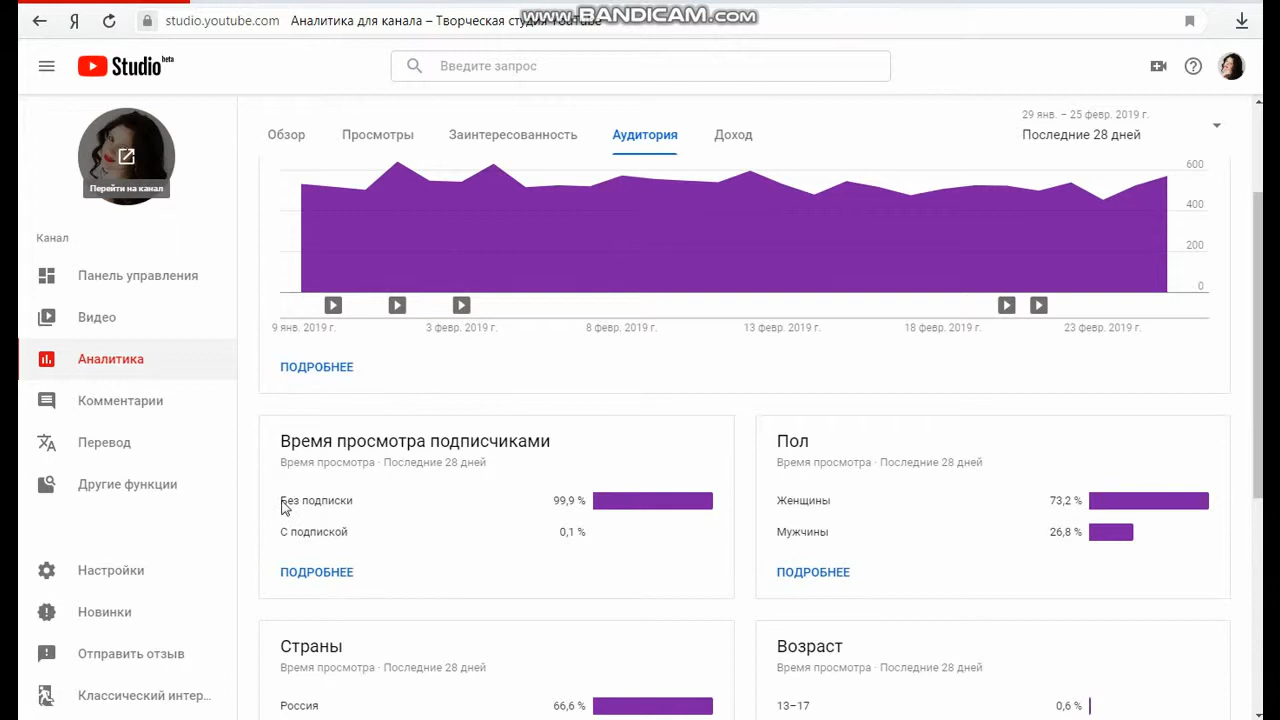 studio.youtube.com Аналитика для канала – Творческая студия YouTube
www.BANDICAM.com
Studio beta
Введите запрос
Перейти на канал
Канал
Панель управления
Видео
Аналитика
Комментарии
Перевод
Другие функции
Настройки
Новинки
Отправить отзыв
Классический интер...
Обзор Просмотры Заинтересованность Аудитория Доход
29 янв. – 25 февр. 2019 г.
Последние 28 дней
600
400
200
0
9 янв. 2019 г. 3 февр. 2019 г. 8 февр. 2019 г. 13 февр. 2019 г. 18 февр. 2019 г. 23 февр. 2019 г.
ПОДРОБНЕЕ
Время просмотра подписчиками
Время просмотра · Последние 28 дней
Без подписки 99,9 %
С подпиской 0,1 %
ПОДРОБНЕЕ
Пол
Время просмотра · Последние 28 дней
Женщины 73,2 %
Мужчины 26,8 %
ПОДРОБНЕЕ
Страны
Время просмотра · Последние 28 дней
Россия 66,6 %
Возраст
Время просмотра · Последние 28 дней
13–17 0,6 %